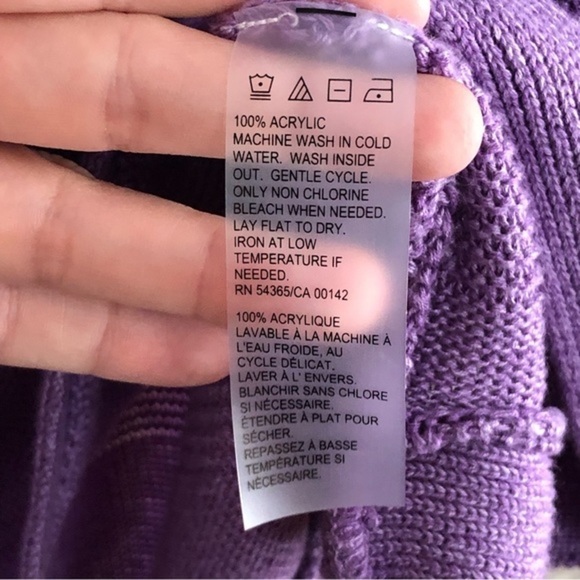 100% ACRYLIC
MACHINE WASH IN COLD
WATER. WASH INSIDE
OUT. GENTLE CYCLE.
ONLY NON CHLORINE
BLEACH WHEN NEEDED.
LAY FLAT TO DRY.
IRON AT LOW
TEMPERATURE IF
NEEDED.
RN 54365/CA 00142
100% ACRYLIQUE
LAVABLE À LA MACHINE À
L'EAU FROIDE, AU
CYCLE DÉLICAT.
LAVER À L' ENVERS.
BLANCHIR SANS CHLORE
SI NÉCESSAIRE.
ÉTENDRE À PLAT POUR
SÉCHER.
REPASSEZ À BASSE
TEMPÉRATURE SI
NÉCESSAIRE.